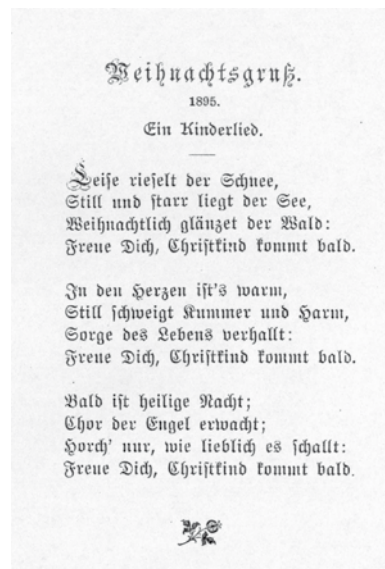 Weihnachtsgruß.
1895.
Ein Kinderlied.
Leise rieselt der Schnee,
Still und starr liegt der See,
Weihnachtlich glänzet der Wald:
Freue Dich, Christkind kommt bald.
In den Herzen ist's warm,
Still schweigt Kummer und Harm,
Sorge des Lebens verhallt:
Freue Dich, Christkind kommt bald.
Bald ist heilige Nacht;
Chor der Engel erwacht;
Horch' nur, wie lieblich es schallt:
Freue Dich, Christkind kommt bald.